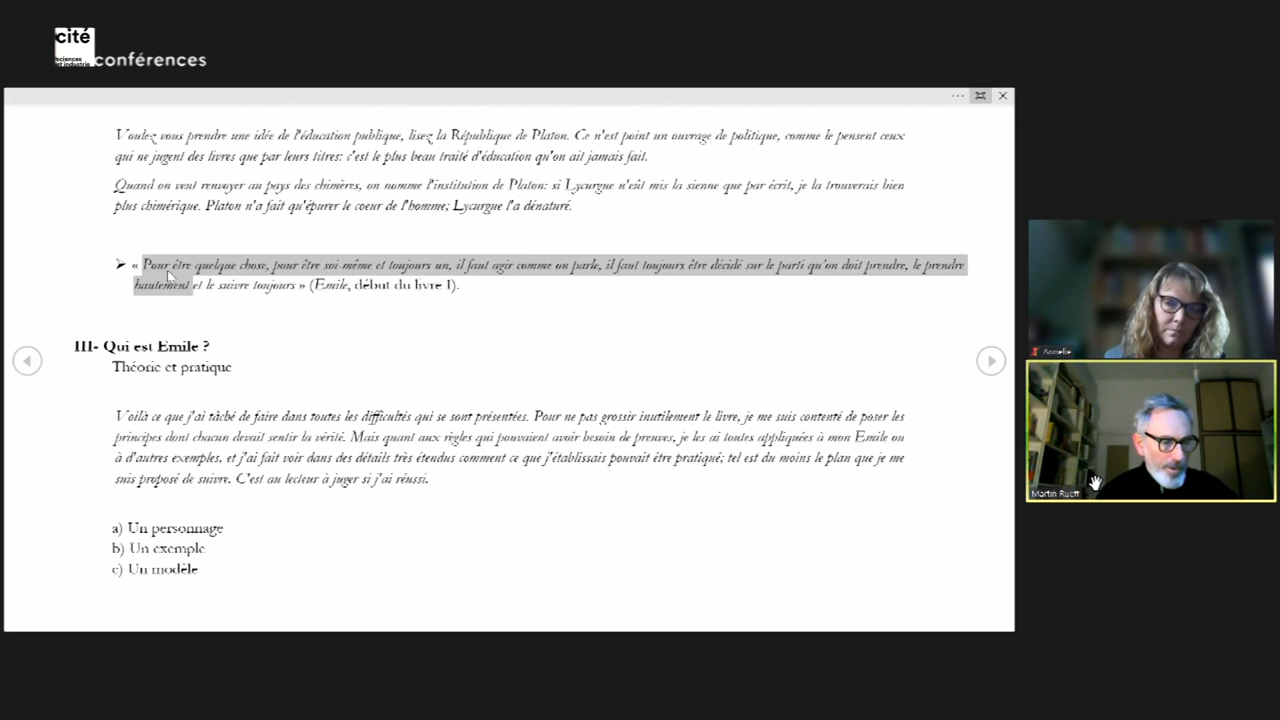 cité
sciences
et industrie
conférences
Voulez vous prendre une idée de l'éducation publique, lisez la République de Platon. Ce n'est point un ouvrage de politique, comme le pensent ceux
qui ne jugent des livres que par leurs titres: c'est le plus beau traité d'éducation qu'on ait jamais fait.
Quand on veut renvoyer au pays des chimères, on nomme l'institution de Platon: si Lycurgue n'eût mis la sienne que par écrit, je la trouverais bien
plus chimérique. Platon n'a fait qu'épurer le coeur de l'homme; Lycurgue l'a dénaturé.
➤ « Pour être quelque chose, pour être soi-même et toujours un, il faut agir comme on parle, il faut toujours être décidé sur le parti qu'on doit prendre, le prendre
hautement et le suivre toujours » (Emile, début du livre I).
III- Qui est Emile ?
Théorie et pratique
Voilà ce que j'ai tâché de faire dans toutes les difficultés qui se sont présentées. Pour ne pas grossir inutilement le livre, je me suis contenté de poser les
principes dont chacun devait sentir la vérité. Mais quant aux règles qui pouvaient avoir besoin de preuves, je les ai toutes appliquées à mon Emile ou
à d'autres exemples, et j'ai fait voir dans des détails très étendus comment ce que j'établissais pouvait être pratiqué; tel est du moins le plan que je me
suis proposé de suivre. C'est au lecteur à juger si j'ai réussi.
a) Un personnage
b) Un exemple
c) Un modèle
Annelie
Martin Rueff